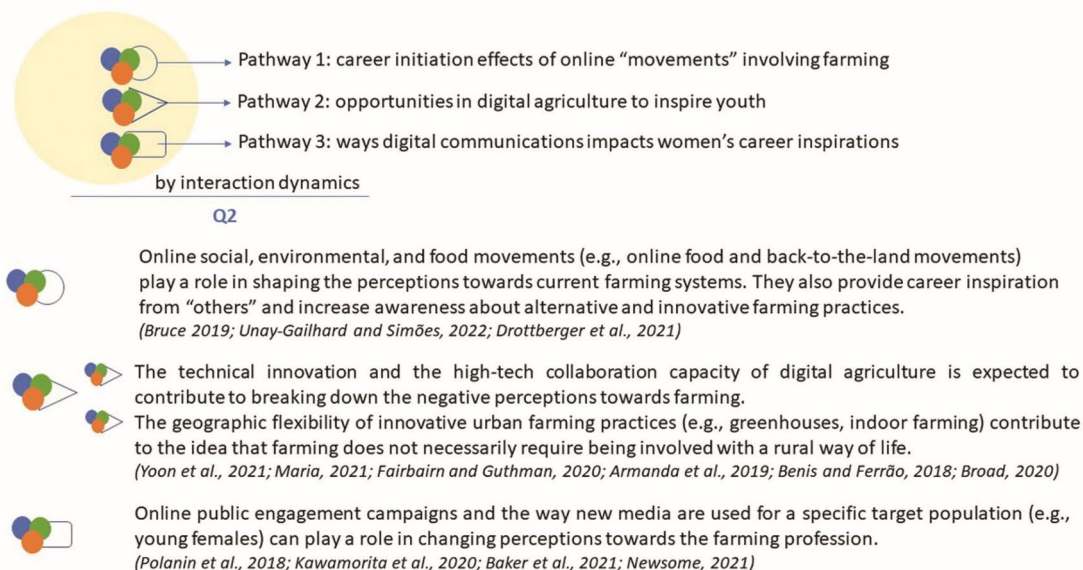 Pathway 1: career initiation effects of online “movements” involving farming
Pathway 2: opportunities in digital agriculture to inspire youth
Pathway 3: ways digital communications impacts women’s career inspirations
by interaction dynamics
Q2
Online social, environmental, and food movements (e.g., online food and back-to-the-land movements)
play a role in shaping the perceptions towards current farming systems. They also provide career inspiration
from “others” and increase awareness about alternative and innovative farming practices.
(Bruce 2019; Unay-Gailhard and Simões, 2022; Drottberger et al., 2021)
The technical innovation and the high-tech collaboration capacity of digital agriculture is expected to
contribute to breaking down the negative perceptions towards farming.
The geographic flexibility of innovative urban farming practices (e.g., greenhouses, indoor farming) contribute
to the idea that farming does not necessarily require being involved with a rural way of life.
(Yoon et al., 2021; Maria, 2021; Fairbairn and Guthman, 2020; Armanda et al., 2019; Benis and Ferrão, 2018; Broad, 2020)
Online public engagement campaigns and the way new media are used for a specific target population (e.g.,
young females) can play a role in changing perceptions towards the farming profession.
(Polanin et al., 2018; Kawamorita et al., 2020; Baker et al., 2021; Newsome, 2021)